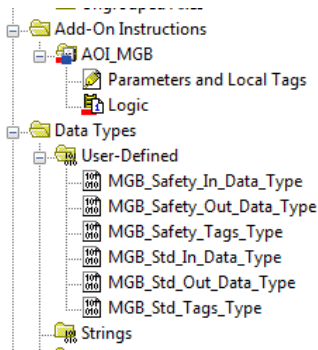 Add-On Instructions
AOI_MGB
Parameters and Local Tags
Logic
Data Types
User-Defined
MGB_Safety_In_Data_Type
MGB_Safety_Out_Data_Type
MGB_Safety_Tags_Type
MGB_Std_In_Data_Type
MGB_Std_Out_Data_Type
MGB_Std_Tags_Type
Strings